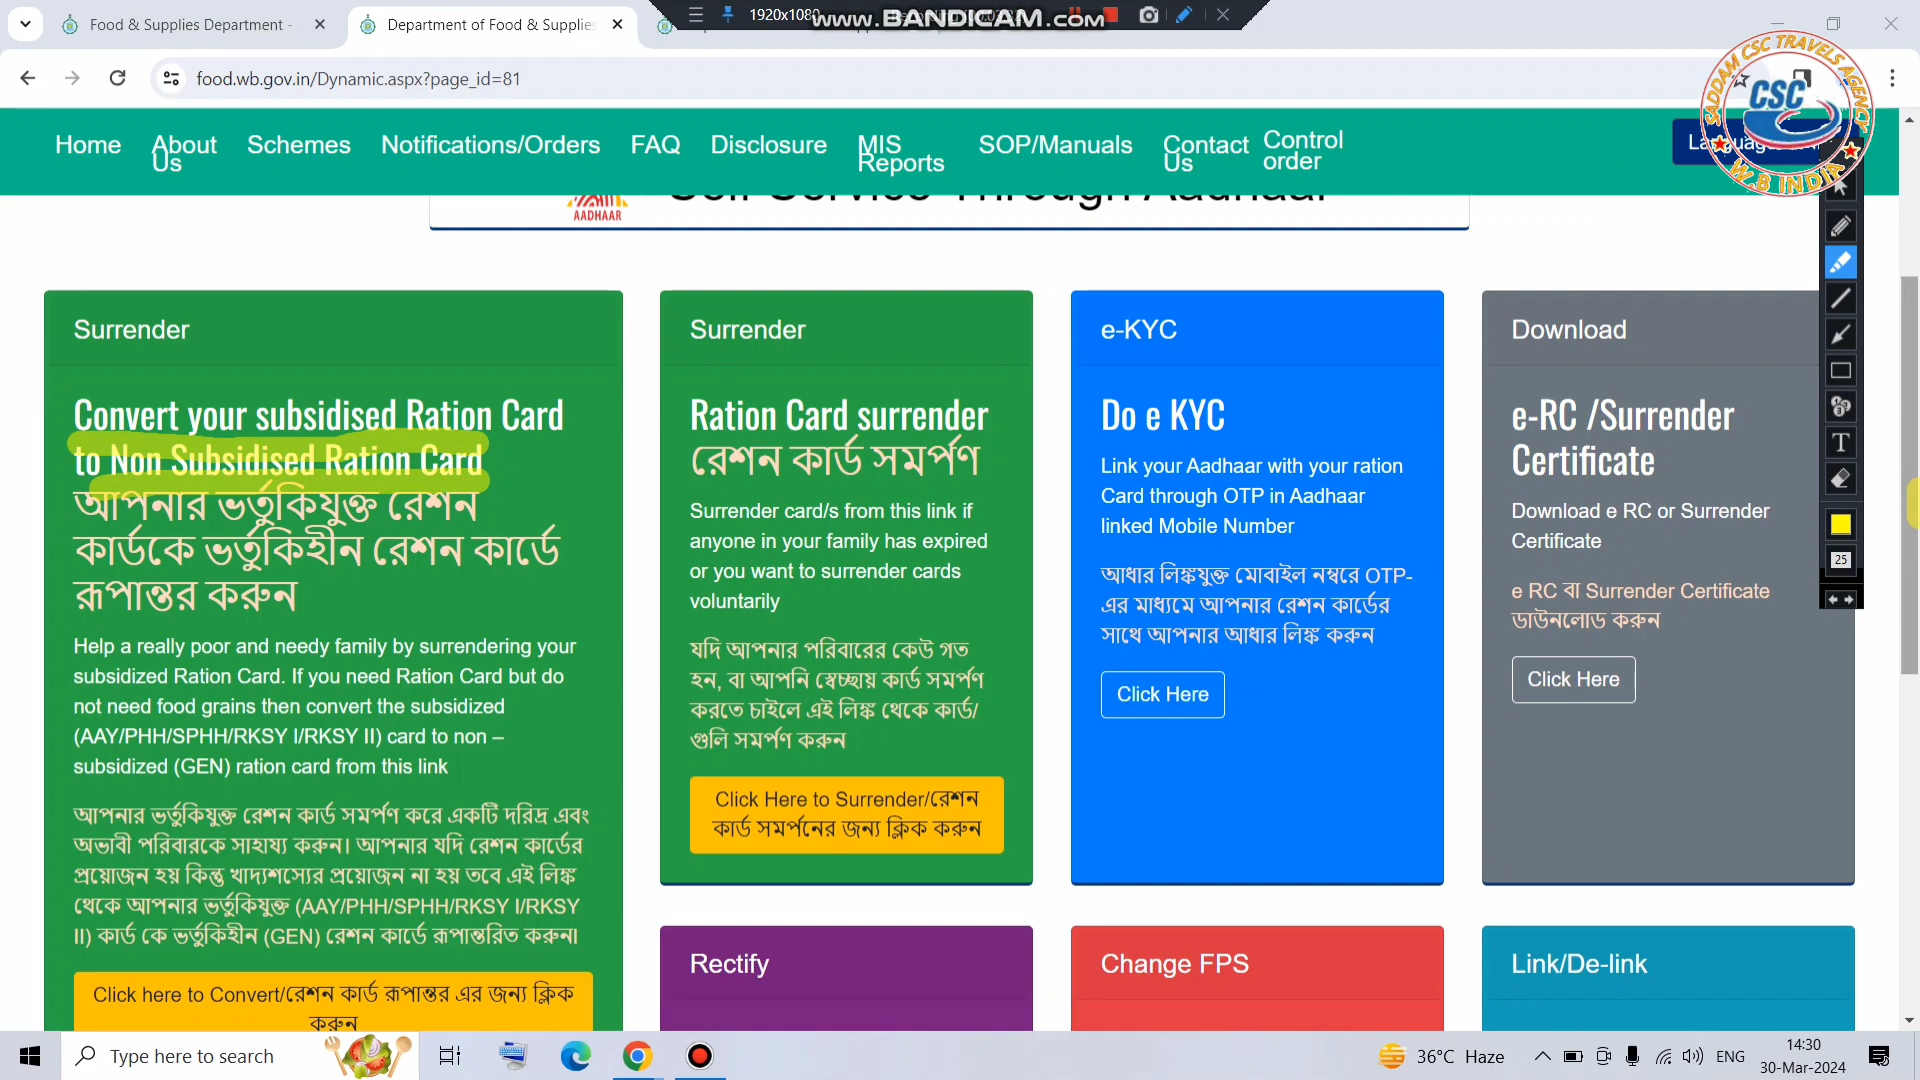 Food & Supplies Department -
Department of Food & Supplies
1920x1080
www.BANDICAM.com
food.wb.gov.in/Dynamic.aspx?page_id=81
SADDAM CSC TRAVELS AGENCY
CSC
W.B INDIA
Home
About Us
Schemes
Notifications/Orders
FAQ
Disclosure
MIS Reports
SOP/Manuals
Contact Us
Control order
AADHAAR
Self Service Through Aadhaar
Surrender
Convert your subsidised Ration Card
to Non Subsidised Ration Card
আপনার ভর্তুকিযুক্ত রেশন
কার্ডকে ভর্তুকিহীন রেশন কার্ডে
রূপান্তর করুন
Help a really poor and needy family by surrendering your
subsidized Ration Card. If you need Ration Card but do
not need food grains then convert the subsidized
(AAY/PHH/SPHH/RKSY I/RKSY II) card to non –
subsidized (GEN) ration card from this link
আপনার ভর্তুকিযুক্ত রেশন কার্ড সমর্পণ করে একটি দরিদ্র এবং
অভাবী পরিবারকে সাহায্য করুন। আপনার যদি রেশন কার্ডের
প্রয়োজন হয় কিন্তু খাদ্যশস্যের প্রয়োজন না হয় তবে এই লিঙ্ক
থেকে আপনার ভর্তুকিযুক্ত (AAY/PHH/SPHH/RKSY I/RKSY
II) কার্ড কে ভর্তুকিহীন (GEN) রেশন কার্ডে রূপান্তরিত করুন৷
Click here to Convert/রেশন কার্ড রূপান্তর এর জন্য ক্লিক
করুন
Surrender
Ration Card surrender
রেশন কার্ড সমর্পণ
Surrender card/s from this link if
anyone in your family has expired
or you want to surrender cards
voluntarily
যদি আপনার পরিবারের কেউ গত
হন, বা আপনি স্বেচ্ছায় কার্ড সমর্পণ
করতে চাইলে এই লিঙ্ক থেকে কার্ড/
গুলি সমর্পণ করুন
Click Here to Surrender/রেশন
কার্ড সমর্পনের জন্য ক্লিক করুন
e-KYC
Do e KYC
Link your Aadhaar with your ration
Card through OTP in Aadhaar
linked Mobile Number
আধার লিঙ্কযুক্ত মোবাইল নম্বরে OTP-
এর মাধ্যমে আপনার রেশন কার্ডের
সাথে আপনার আধার লিঙ্ক করুন
Click Here
Download
e-RC /Surrender
Certificate
Download e RC or Surrender
Certificate
e RC বা Surrender Certificate
ডাউনলোড করুন
Click Here
T
25
Rectify
Change FPS
Link/De-link
Type here to search
36°C Haze
ENG
14:30
30-Mar-2024